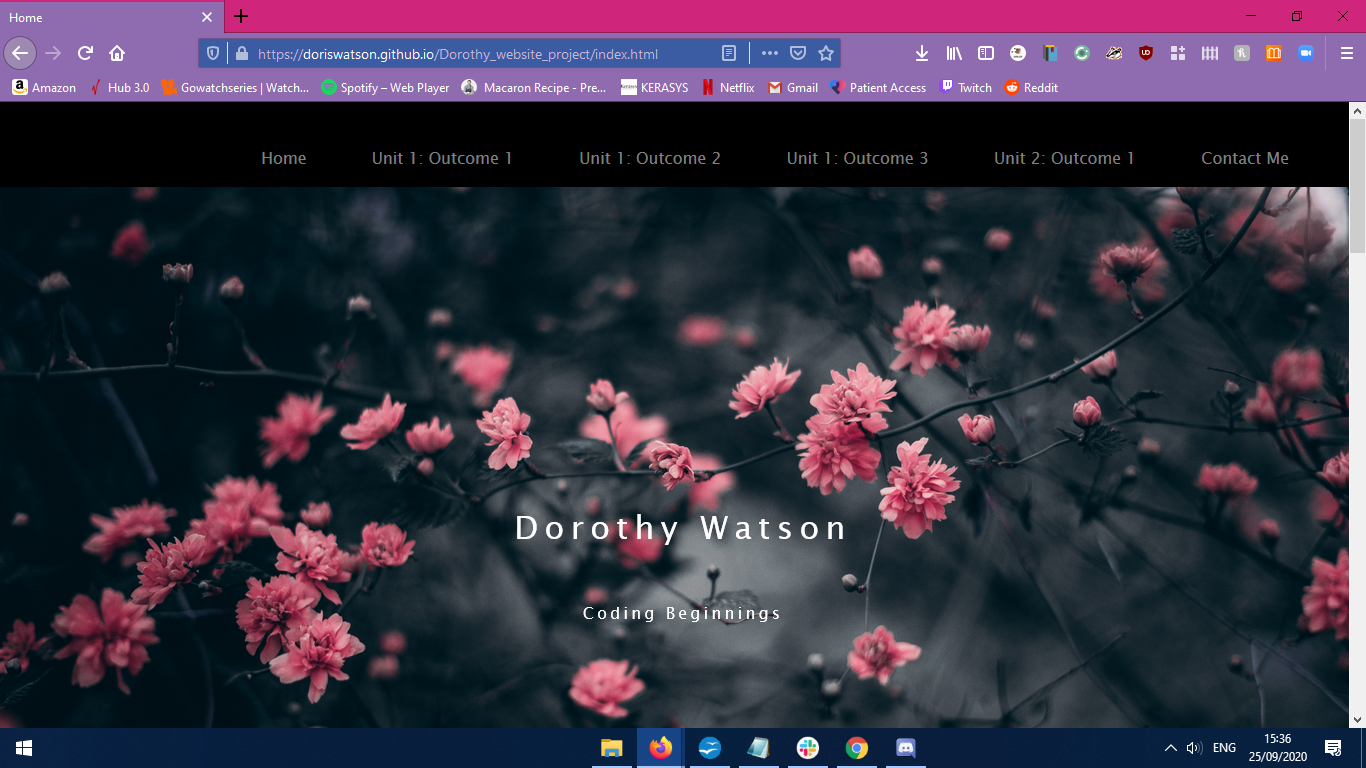 Home
https://doriswatson.github.io/Dorothy_website_project/index.html
Amazon Hub 3.0 Gowatchseries | Watch... Spotify – Web Player Macaron Recipe - Pre... KERASYS Netflix Gmail Patient Access Twitch Reddit
Home Unit 1: Outcome 1 Unit 1: Outcome 2 Unit 1: Outcome 3 Unit 2: Outcome 1 Contact Me
Dorothy Watson
Coding Beginnings
ENG
15:36
25/09/2020